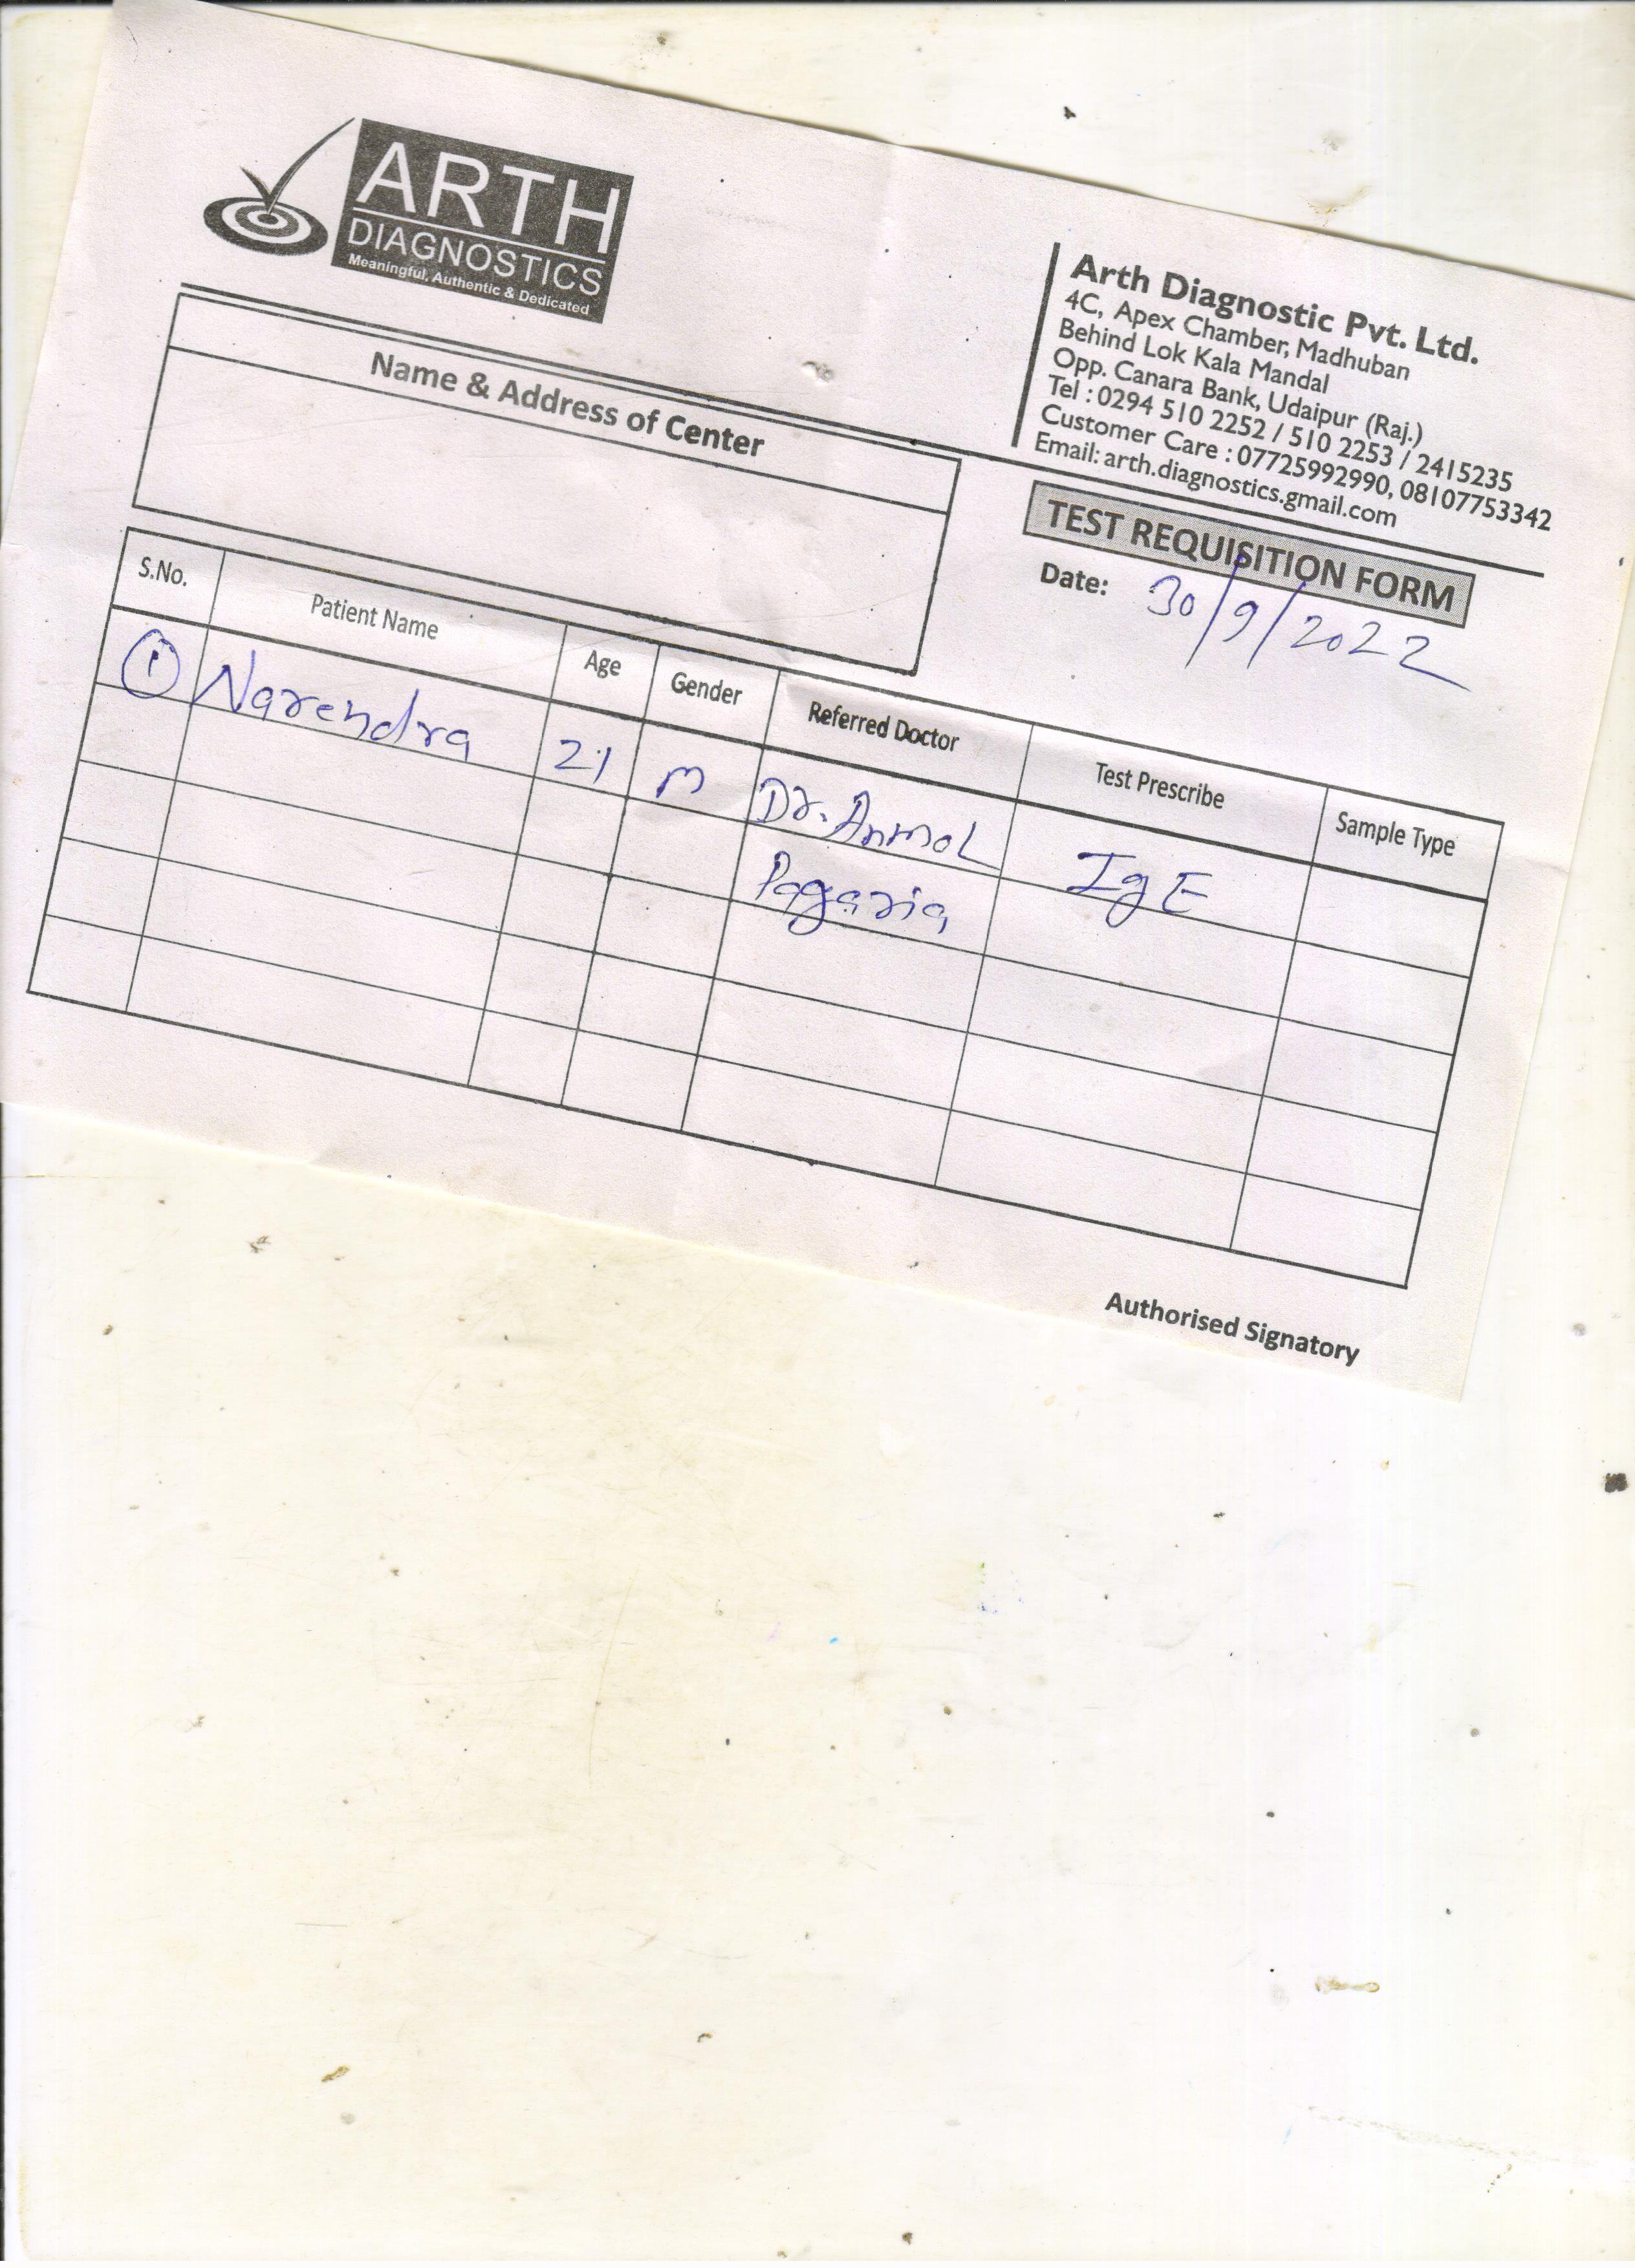 ARTH
DIAGNOSTICS
Meaningful, Authentic & Dedicated
Arth Diagnostic Pvt. Ltd.
4C, Apex Chamber, Madhuban
Behind Lok Kala Mandal
Opp. Canara Bank, Udaipur (Raj.)
Tel : 0294 510 2252 / 510 2253 / 2415235
Customer Care : 07725992990, 08107753342
Email: arth.diagnostics.gmail.com
Name & Address of Center
TEST REQUISITION FORM
Date: 30/9/2022
S.No. Patient Name Age Gender Referred Doctor Test Prescribe Sample Type
1 Narendra 21 M Dr. Anmol IgE
Pagaria
Authorised Signatory